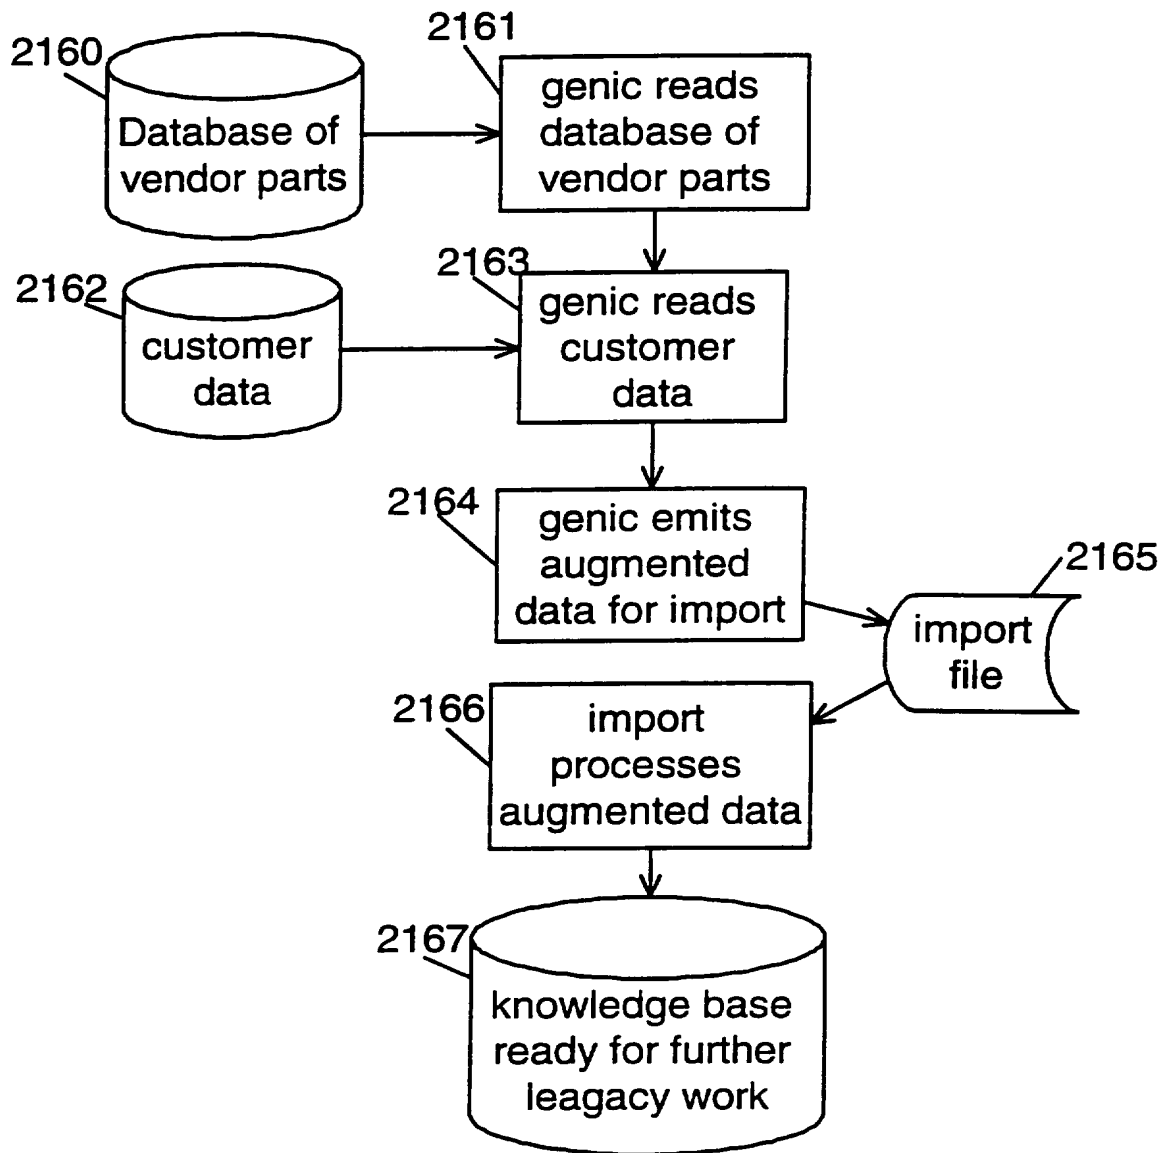 2160
Database of
vendor parts
2161
genic reads
database of
vendor parts
2162
customer
data
2163
genic reads
customer
data
2164
genic emits
augmented
data for import
2165
import
file
2166
import
processes
augmented data
2167
knowledge base
ready for further
leagacy work